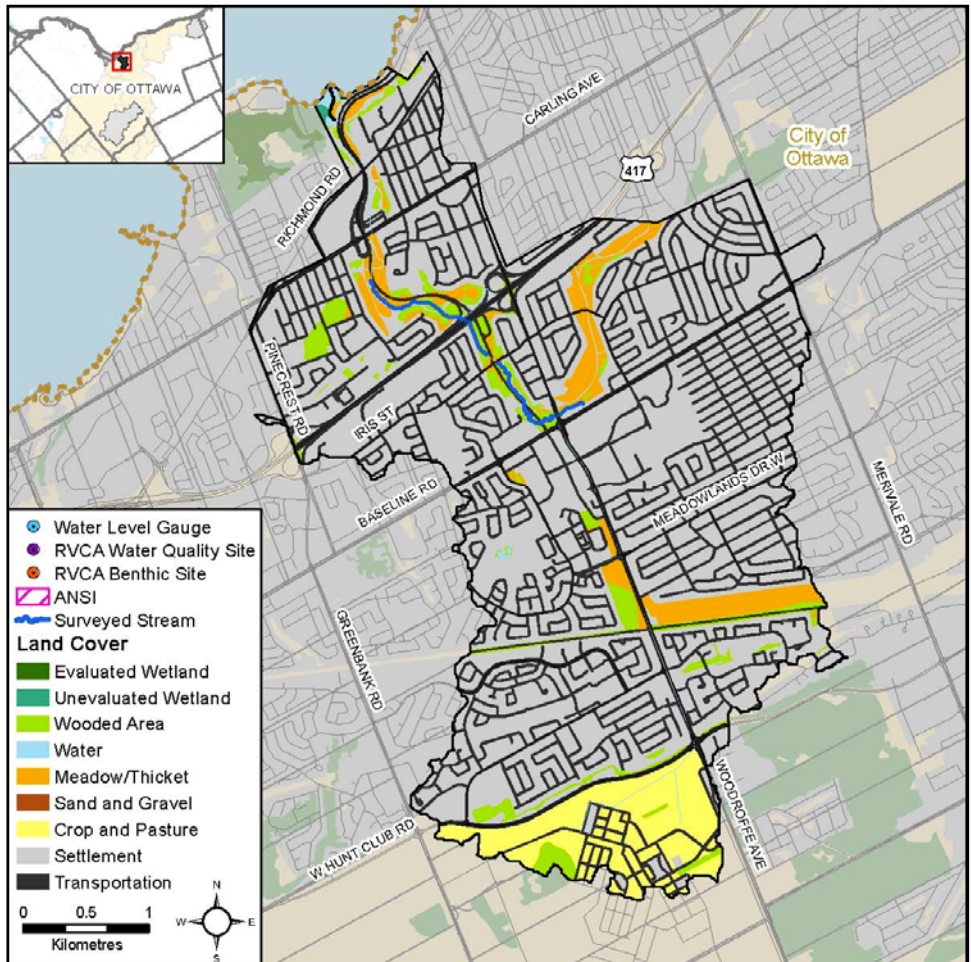 CITY OF OTTAWA
CARLING AVE
City of
Ottawa
417
RICHMOND RD
PINECREST RD
IRIS ST
BASELINE RD
MEADOWLANDS DR W
MERIVALE RD
GREENBANK RD
WOODROFFE AVE
W HUNT CLUB RD
Water Level Gauge
RVCA Water Quality Site
RVCA Benthic Site
ANSI
Surveyed Stream
Land Cover
Evaluated Wetland
Unevaluated Wetland
Wooded Area
Water
Meadow/Thicket
Sand and Gravel
Crop and Pasture
Settlement
Transportation
0 0.5 1
Kilometres
N
W E
S